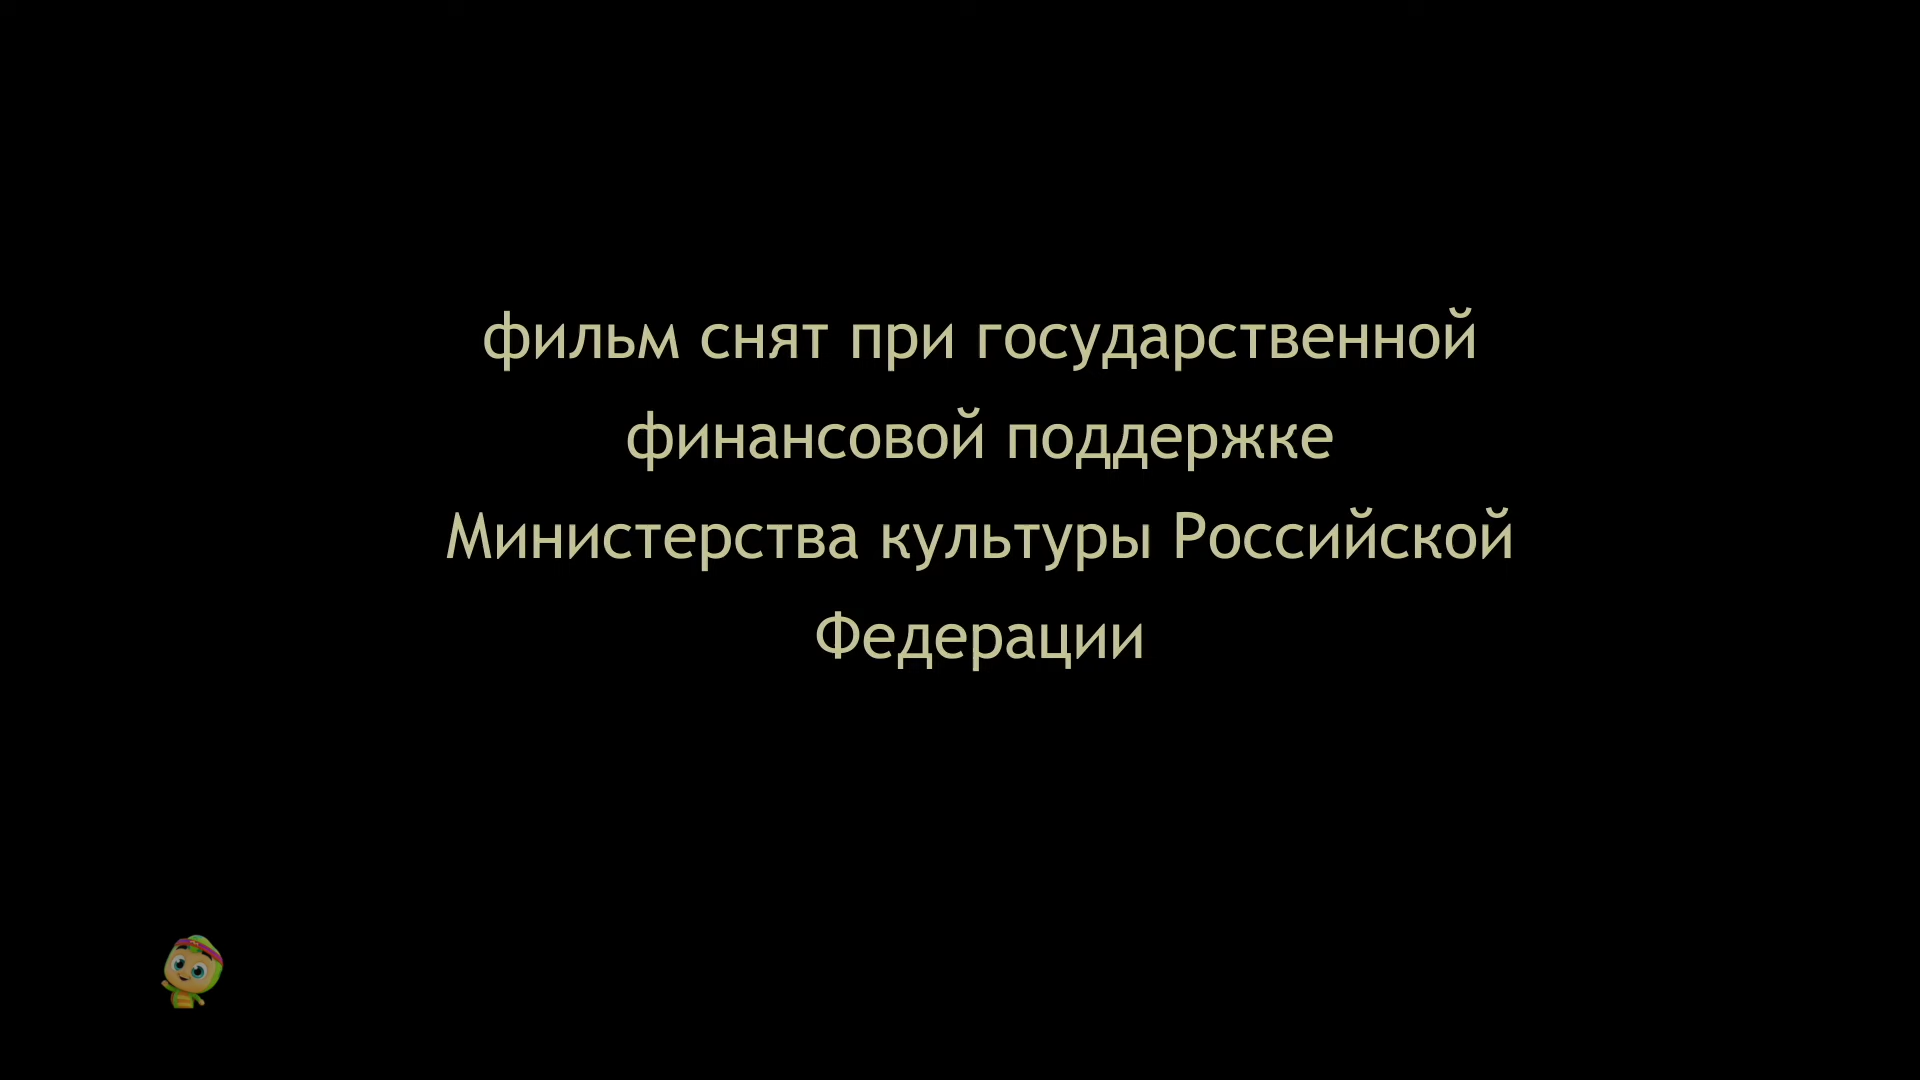 фильм снят при государственной
финансовой поддержке
Министерства культуры Российской
Федерации